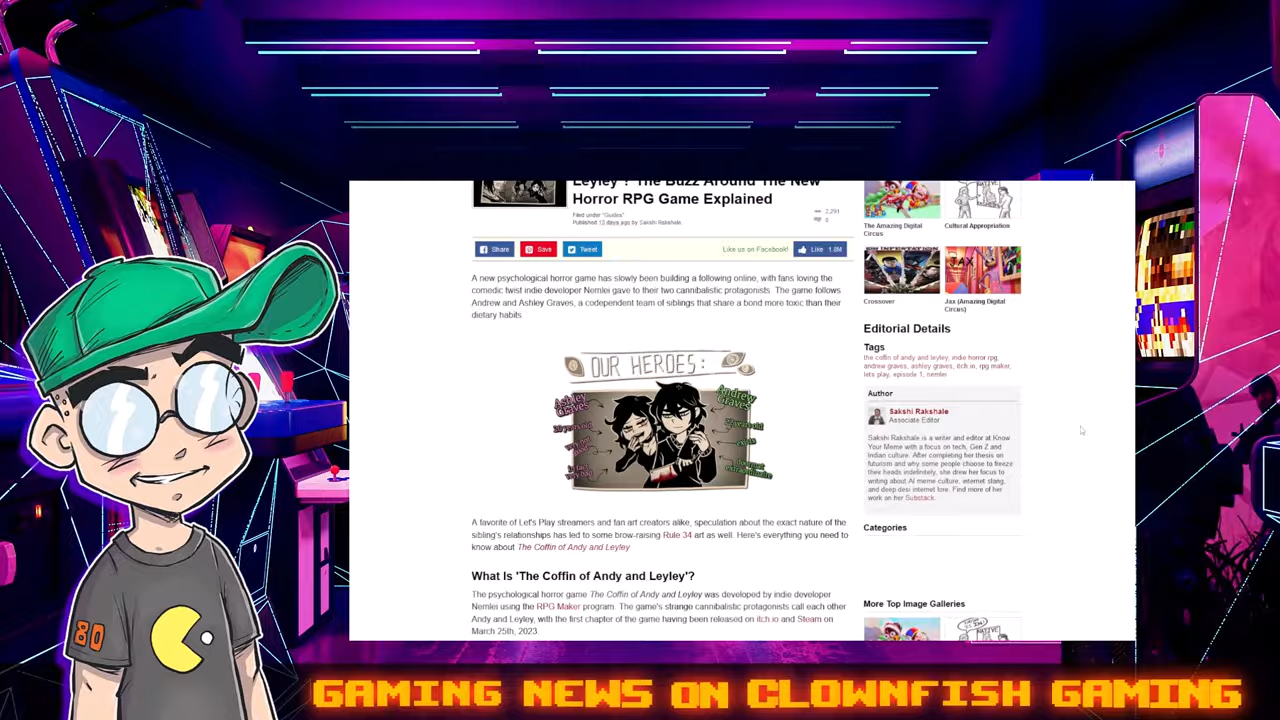 Leyley'? The Buzz Around The New
Horror RPG Game Explained
Filed under "Guides"
Published 13 days ago by Sakshi Rakshale.
2,291
0
Share
Save
Tweet
Like us on Facebook!
Like 1.8M
A new psychological horror game has slowly been building a following online, with fans loving the
comedic twist indie developer Nemlei gave to their two cannibalistic protagonists. The game follows
Andrew and Ashley Graves, a codependent team of siblings that share a bond more toxic than their
dietary habits
OUR HEROES:
Ashley
Graves
20 years old
Andrew
Graves
22 years old
A favorite of Let's Play streamers and fan art creators alike, speculation about the exact nature of the
sibling's relationships has led to some brow-raising Rule 34 art as well. Here's everything you need to
know about The Coffin of Andy and Leyley
What Is 'The Coffin of Andy and Leyley'?
The psychological horror game The Coffin of Andy and Leyley was developed by indie developer
Nemlei using the RPG Maker program. The game's strange cannibalistic protagonists call each other
Andy and Leyley, with the first chapter of the game having been released on itch.io and Steam on
March 25th, 2023.
The Amazing Digital
Circus
Cultural Appropriation
Crossover
Jax (Amazing Digital
Circus)
Editorial Details
Tags
the coffin of andy and leyley, indie horror rpg,
andrew graves, ashley graves, itch.io, rpg maker,
lets play, episode 1, nemlei
Author
Sakshi Rakshale
Associate Editor
Sakshi Rakshale is a writer and editor at Know
Your Meme with a focus on tech, Gen Z and
Indian culture. After completing her thesis on
futurism and why some people choose to freeze
their heads indefinitely, she drew her focus to
writing about AI meme culture, internet slang,
and deep desi internet lore. Find more of her
work on her Substack.
Categories
More Top Image Galleries
80
GAMING NEWS ON CLOWNFISH GAMING